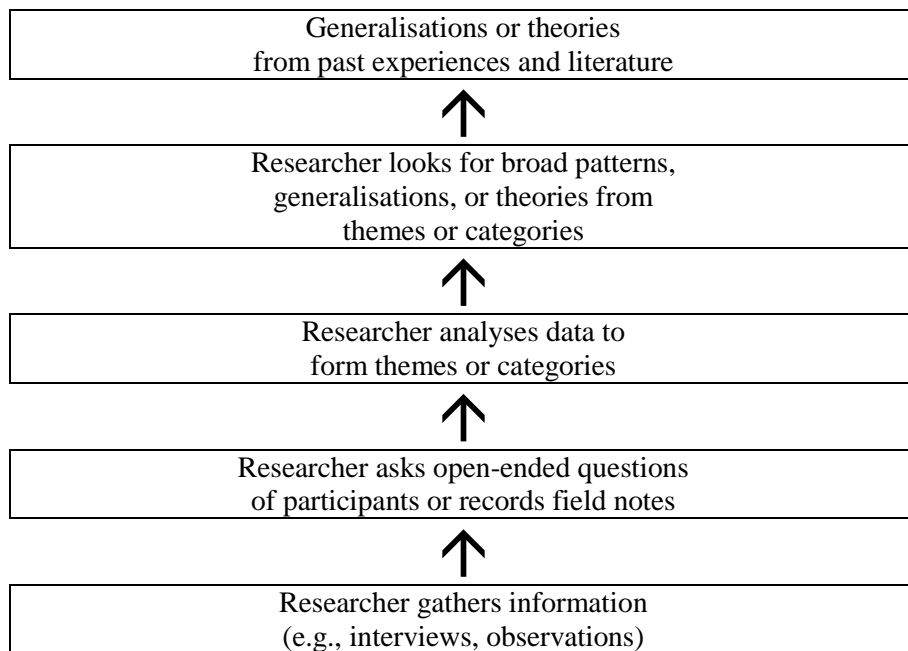 Generalisations or theories
from past experiences and literature
Researcher looks for broad patterns,
generalisations, or theories from
themes or categories
Researcher analyses data to
form themes or categories
Researcher asks open-ended questions
of participants or records field notes
Researcher gathers information
(e.g., interviews, observations)